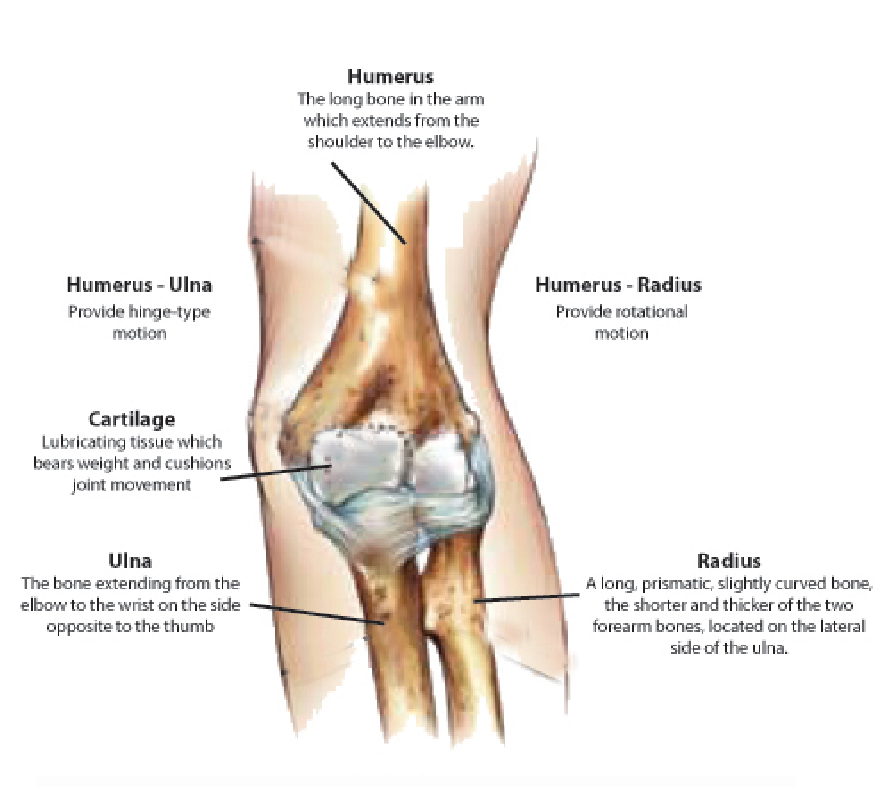 Humerus
The long bone in the arm
which extends from the
shoulder to the elbow.
Humerus - Ulna
Provide hinge-type
motion
Humerus - Radius
Provide rotational
motion
Cartilage
Lubricating tissue which
bears weight and cushions
joint movement
Ulna
The bone extending from the
elbow to the wrist on the side
opposite to the thumb
Radius
A long, prismatic, slightly curved bone,
the shorter and thicker of the two
forearm bones, located on the lateral
side of the ulna.